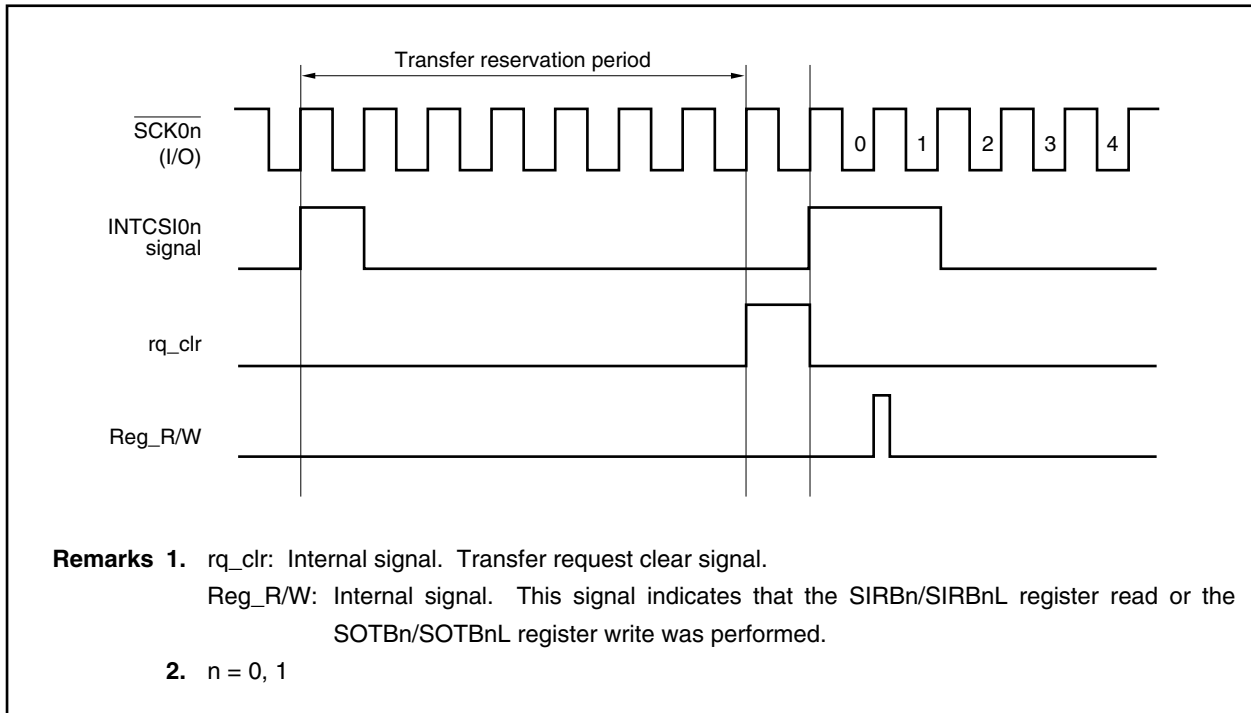 Transfer reservation period
SCK0n
(I/O)
0 1 2 3 4
INTCSI0n
signal
rq_clr
Reg_R/W
Remarks 1. rq_clr: Internal signal. Transfer request clear signal.
Reg_R/W: Internal signal. This signal indicates that the SIRBn/SIRBnL register read or the
SOTBn/SOTBnL register write was performed.
2. n = 0, 1